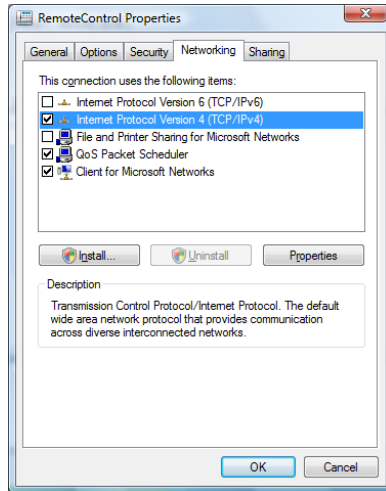 RemoteControl Properties
General Options Security Networking Sharing
This connection uses the following items:
Internet Protocol Version 6 (TCP/IPv6)
Internet Protocol Version 4 (TCP/IPv4)
File and Printer Sharing for Microsoft Networks
QoS Packet Scheduler
Client for Microsoft Networks
Install... Uninstall Properties
Description
Transmission Control Protocol/Internet Protocol. The default
wide area network protocol that provides communication
across diverse interconnected networks.
OK Cancel